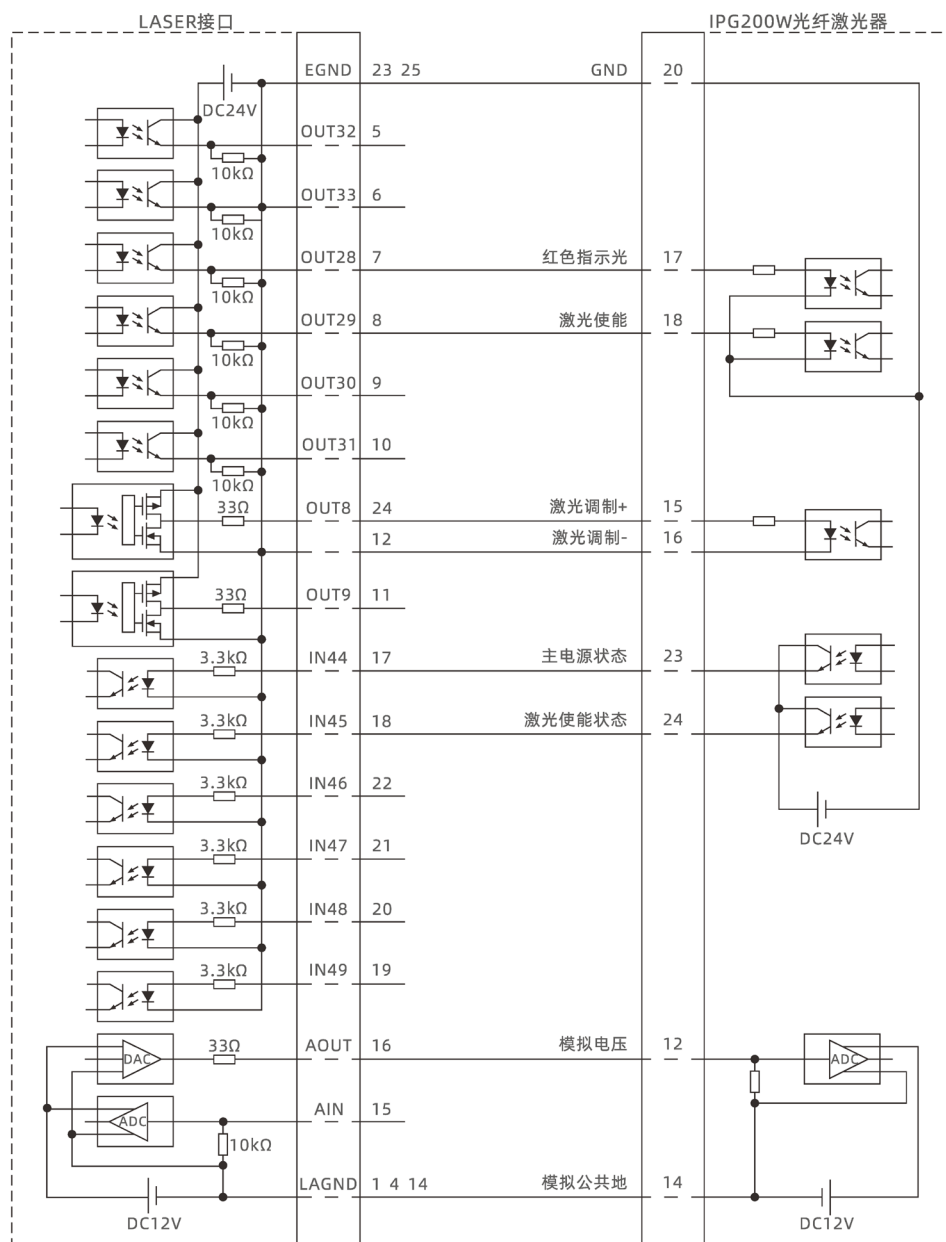 LASER接口 IPG200W光纤激光器
EGND 23 25 GND 20
DC24V
OUT32 5
10kΩ
OUT33 6
10kΩ
OUT28 7 红色指示光 17
10kΩ
OUT29 8 激光使能 18
10kΩ
OUT30 9
10kΩ
OUT31 10
10kΩ
33Ω OUT8 24 激光调制+ 15
12 激光调制- 16
33Ω OUT9 11
3.3kΩ IN44 17 主电源状态 23
3.3kΩ IN45 18 激光使能状态 24
3.3kΩ IN46 22
DC24V
3.3kΩ IN47 21
3.3kΩ IN48 20
3.3kΩ IN49 19
DAC 33Ω AOUT 16 模拟电压 12 ADC
ADC AIN 15
10kΩ
LAGND 1 4 14 模拟公共地 14
DC12V DC12V